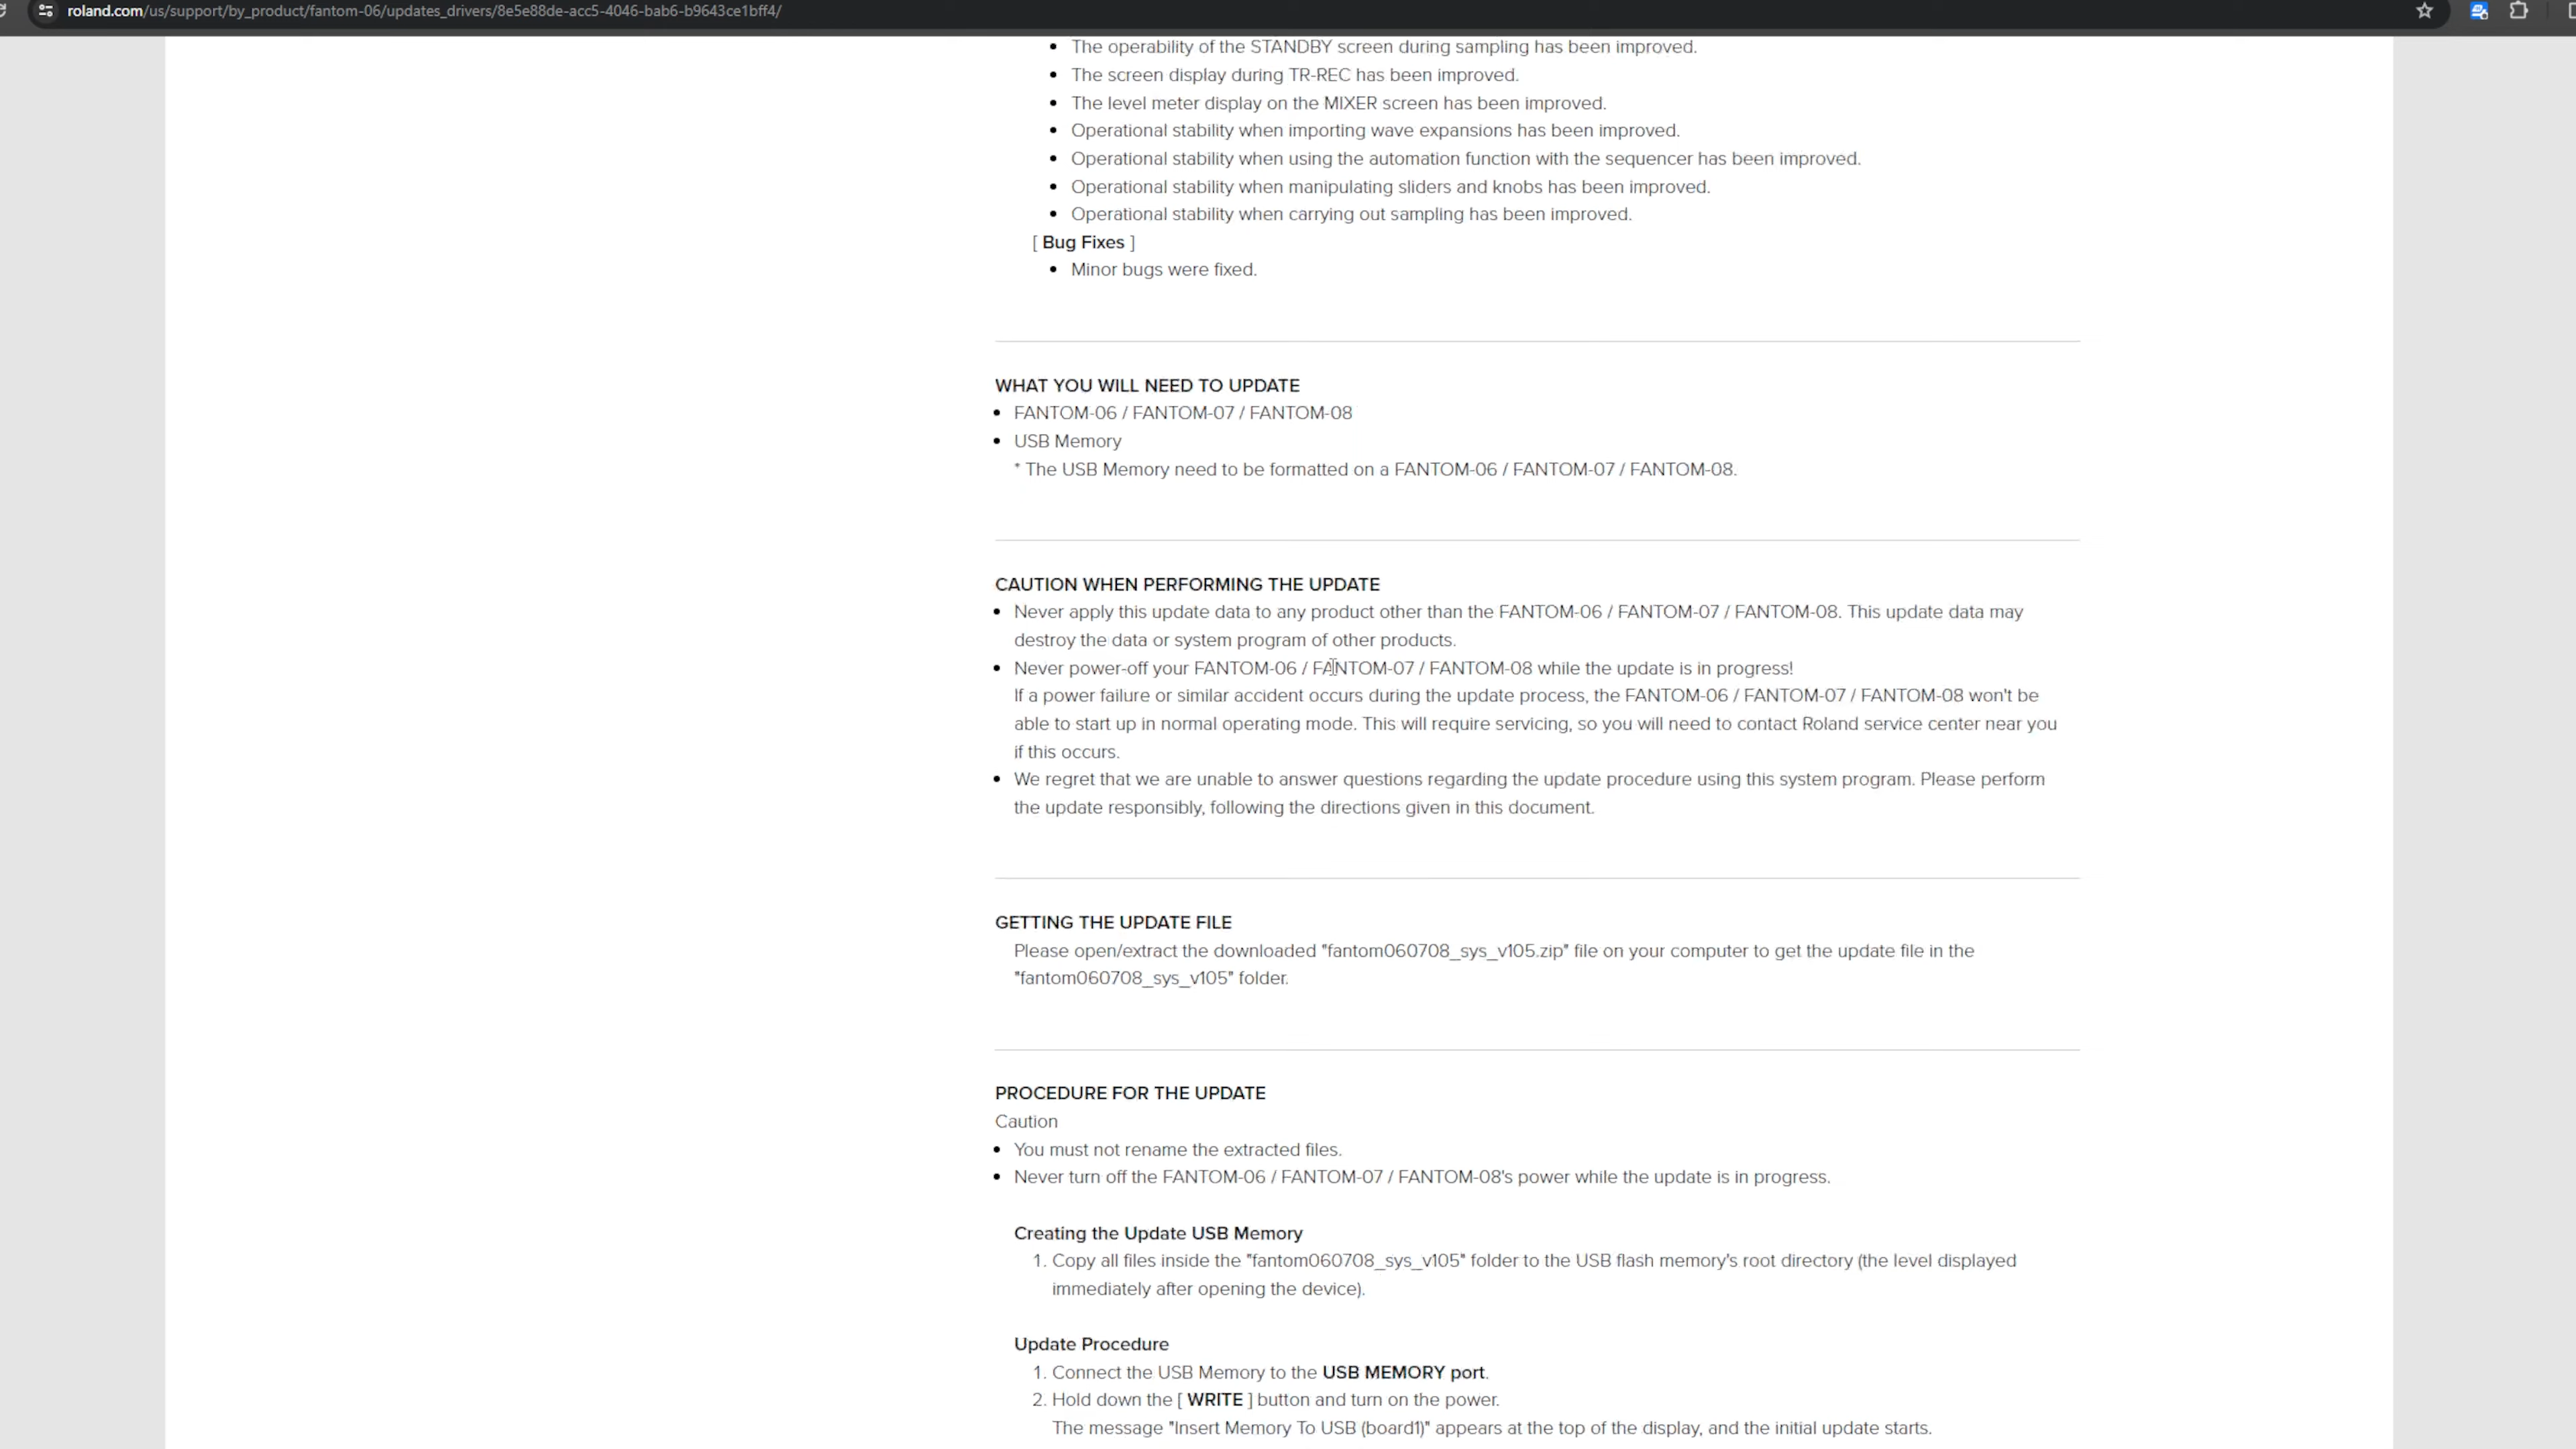 roland.com/us/support/by_product/fantom-06/updates_drivers/8e5e88de-acc5-4046-bab6-b9643ce1bff4/
• The operability of the STANDBY screen during sampling has been improved.
• The screen display during TR-REC has been improved.
• The level meter display on the MIXER screen has been improved.
• Operational stability when importing wave expansions has been improved.
• Operational stability when using the automation function with the sequencer has been improved.
• Operational stability when manipulating sliders and knobs has been improved.
• Operational stability when carrying out sampling has been improved.
[ Bug Fixes ]
• Minor bugs were fixed.
WHAT YOU WILL NEED TO UPDATE
• FANTOM-06 / FANTOM-07 / FANTOM-08
• USB Memory
* The USB Memory need to be formatted on a FANTOM-06 / FANTOM-07 / FANTOM-08.
CAUTION WHEN PERFORMING THE UPDATE
• Never apply this update data to any product other than the FANTOM-06 / FANTOM-07 / FANTOM-08. This update data may
destroy the data or system program of other products.
• Never power-off your FANTOM-06 / FANTOM-07 / FANTOM-08 while the update is in progress!
If a power failure or similar accident occurs during the update process, the FANTOM-06 / FANTOM-07 / FANTOM-08 won't be
able to start up in normal operating mode. This will require servicing, so you will need to contact Roland service center near you
if this occurs.
• We regret that we are unable to answer questions regarding the update procedure using this system program. Please perform
the update responsibly, following the directions given in this document.
GETTING THE UPDATE FILE
Please open/extract the downloaded "fantom060708_sys_v105.zip" file on your computer to get the update file in the
"fantom060708_sys_v105" folder.
PROCEDURE FOR THE UPDATE
Caution
• You must not rename the extracted files.
• Never turn off the FANTOM-06 / FANTOM-07 / FANTOM-08's power while the update is in progress.
Creating the Update USB Memory
1. Copy all files inside the "fantom060708_sys_v105" folder to the USB flash memory's root directory (the level displayed
immediately after opening the device).
Update Procedure
1. Connect the USB Memory to the USB MEMORY port.
2. Hold down the [ WRITE ] button and turn on the power.
The message "Insert Memory To USB (board1)" appears at the top of the display, and the initial update starts.